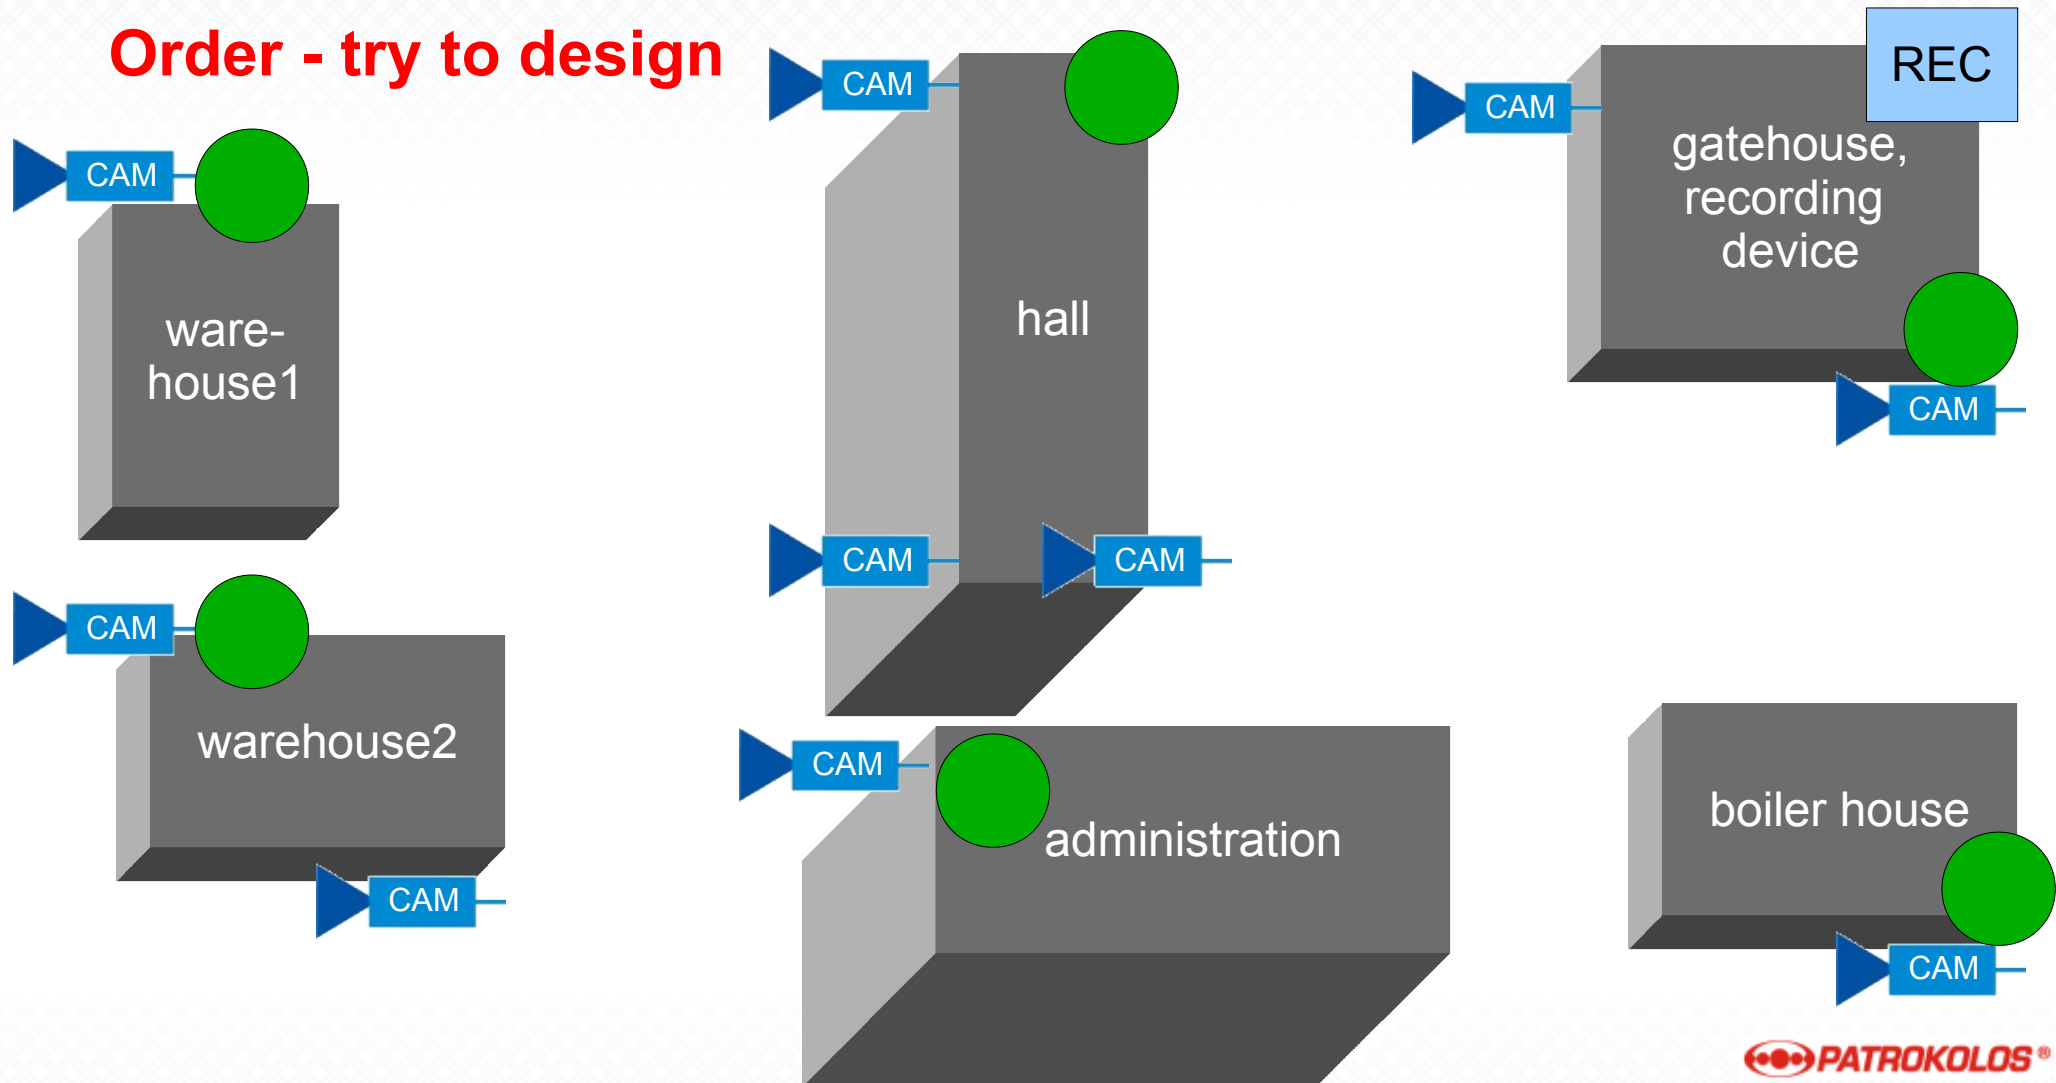 Order - try to design
CAM
CAM
REC
CAM
gatehouse,
recording
device
CAM
hall
ware-
house1
CAM
CAM
CAM
CAM
warehouse2
CAM
CAM
administration
boiler house
CAM
PATROKOLOS ®